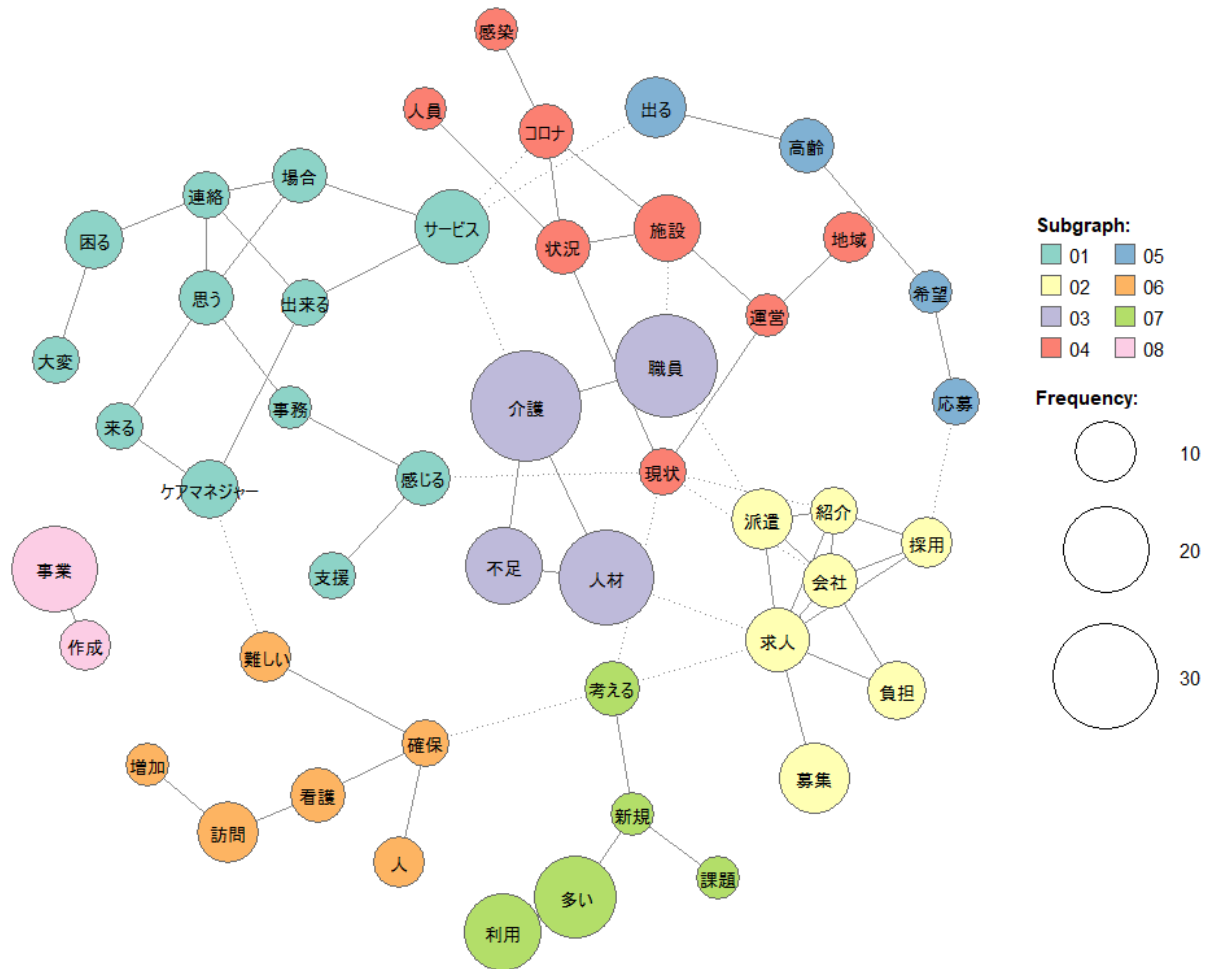 感染
人員
コロナ
出る
高齢
場合
連絡
サービス
困る
状況
施設
地域
思う
出来る
運営
希望
大変
職員
介護
事務
来る
応募
感じる
現状
ケアマネジャー
派遣
紹介
採用
事業
不足
人材
会社
支援
作成
難しい
求人
考える
負担
確保
増加
看護
募集
訪問
新規
人
課題
多い
利用
Subgraph:
01 05
02 06
03 07
04 08
Frequency:
10
20
30